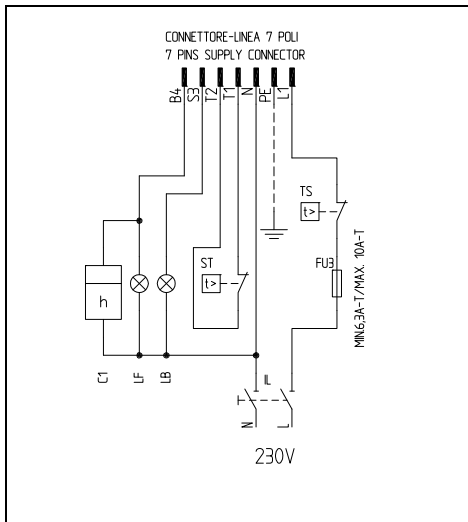 CONNETTORE-LINEA 7 POLI
7 PINS SUPPLY CONNECTOR
B4
S3
T2
T1
N
PE
L1
TS
t>
ST
t>
FU3
MIN.6,3A-T/MAX. 10A-T
h
C1
LF
LB
IL
N
L
230V